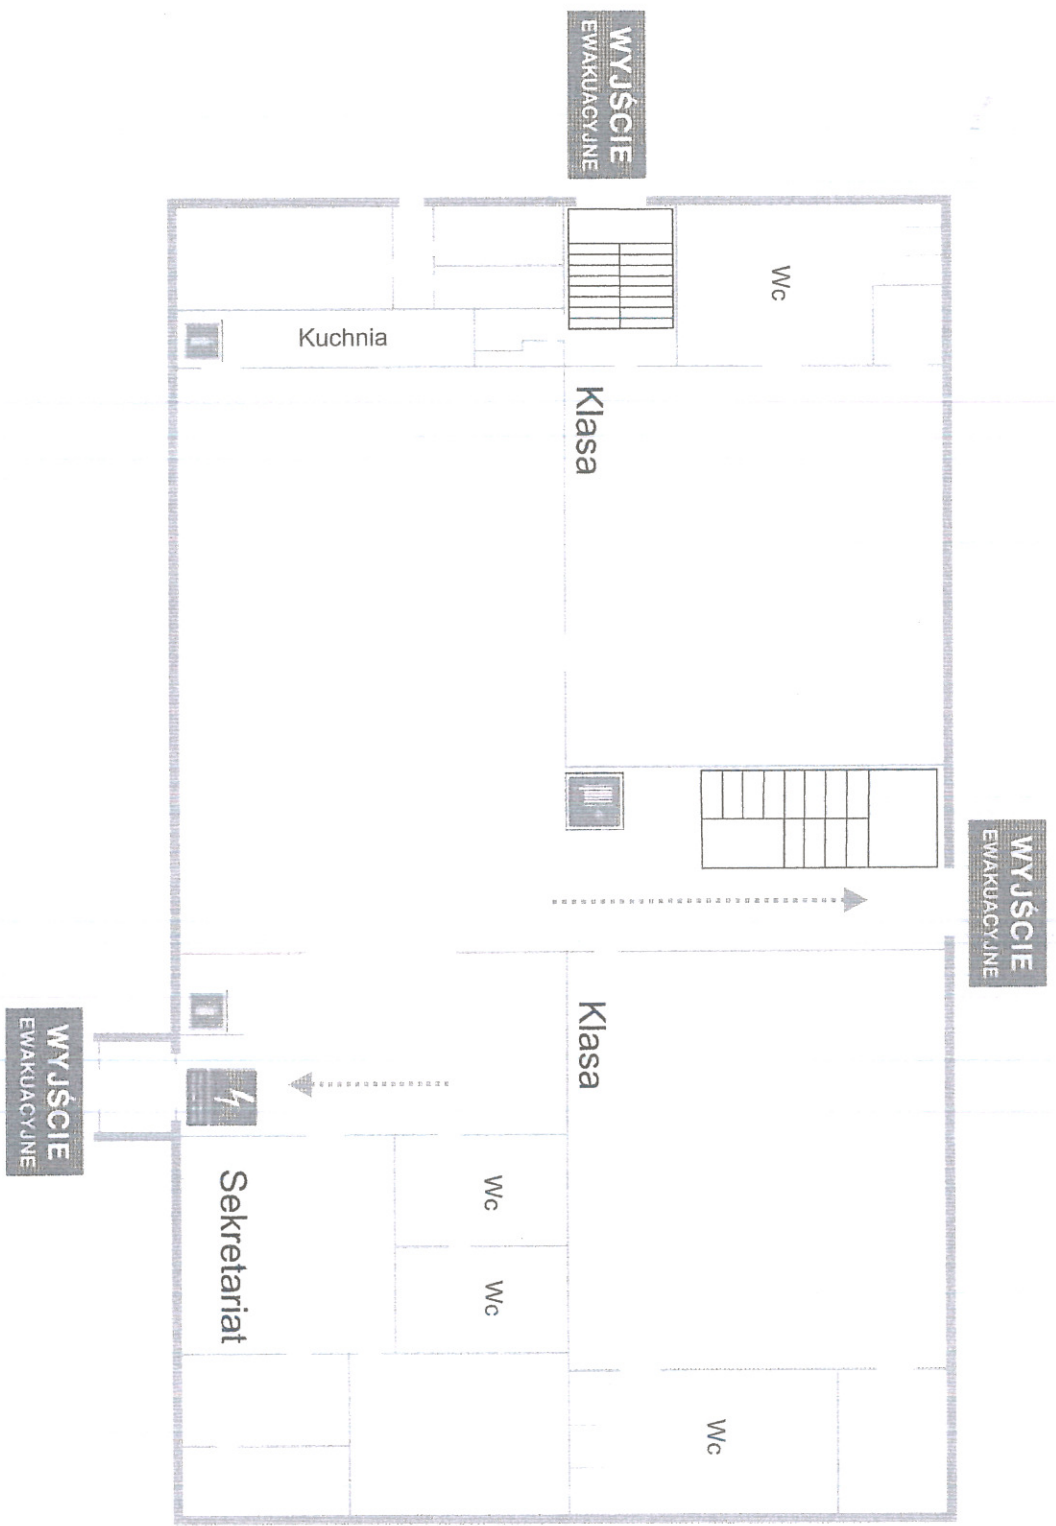 WYJŚCIE
EWAKUACYJNE
Wc
Kuchnia
Klasa
WYJŚCIE
EWAKUACYJNE
Klasa
WYJŚCIE
EWAKUACYJNE
Wc
Wc
Sekretariat
Wc